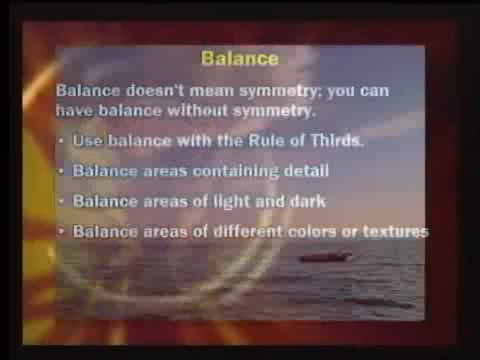 Balance
Balance doesn't mean symmetry; you can
have balance without symmetry.
• Use balance with the Rule of Thirds.
• Balance areas containing detail
• Balance areas of light and dark
• Balance areas of different colors or textures